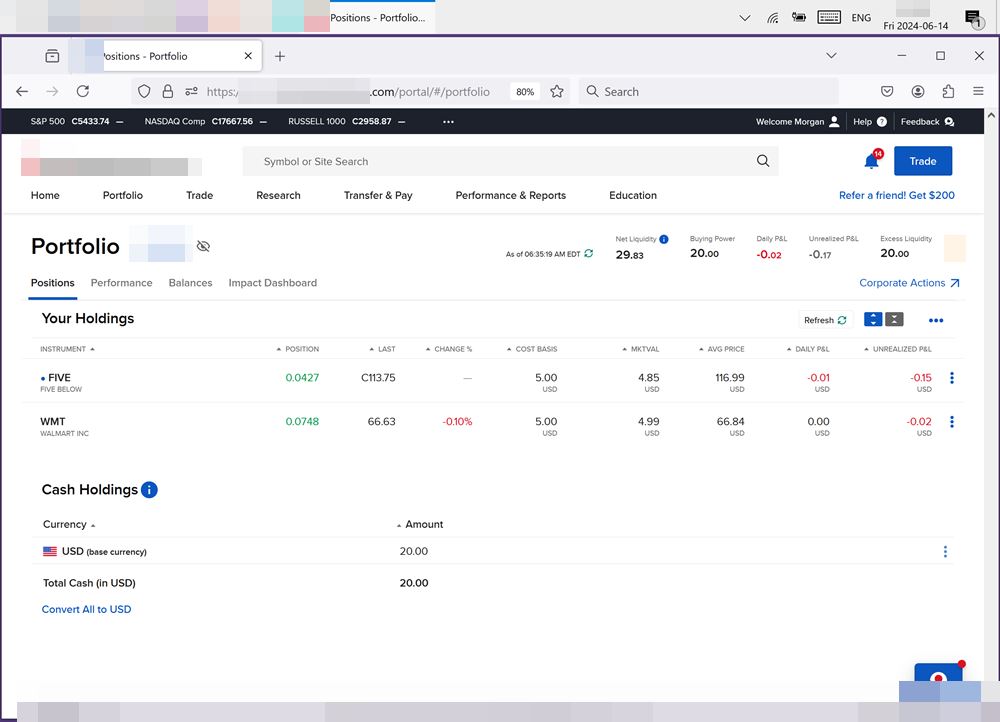 Positions - Portfolio...
ENG
Fri 2024-06-14
1
ositions - Portfolio
https:/ .com/portal/#/portfolio
80%
Search
S&P 500 C5433.74 —
NASDAQ Comp C17667.56 —
RUSSELL 1000 C2958.87 —
•••
Welcome Morgan
Help ?
Feedback
Symbol or Site Search
14
Trade
Home
Portfolio
Trade
Research
Transfer & Pay
Performance & Reports
Education
Refer a friend! Get $200
Portfolio
As of 06:35:19 AM EDT
Net Liquidity i
29.83
Buying Power
20.00
Daily P&L
-0.02
Unrealized P&L
-0.17
Excess Liquidity
20.00
Positions
Performance
Balances
Impact Dashboard
Corporate Actions
Your Holdings
Refresh
INSTRUMENT POSITION LAST CHANGE % COST BASIS MKTVAL AVG PRICE DAILY P&L UNREALIZED P&L
• FIVE 0.0427 C113.75 — 5.00 4.85 116.99 -0.01 -0.15
FIVE BELOW USD USD USD USD USD
WMT 0.0748 66.63 -0.10% 5.00 4.99 66.84 0.00 -0.02
WALMART INC USD USD USD USD USD
Cash Holdings i
Currency Amount
USD (base currency) 20.00
Total Cash (in USD) 20.00
Convert All to USD